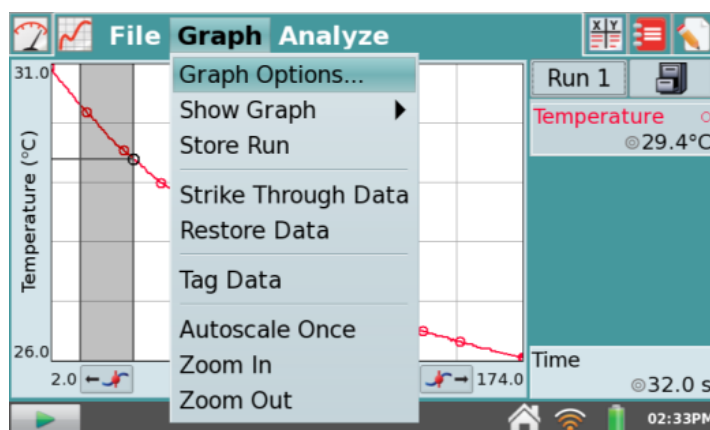 File Graph Analyze
X Y
31.0
Temperature (°C)
26.0
2.0
174.0
Graph Options...
Show Graph
Store Run
Strike Through Data
Restore Data
Tag Data
Autoscale Once
Zoom In
Zoom Out
Run 1
Temperature
29.4°C
Time
32.0 s
02:33PM